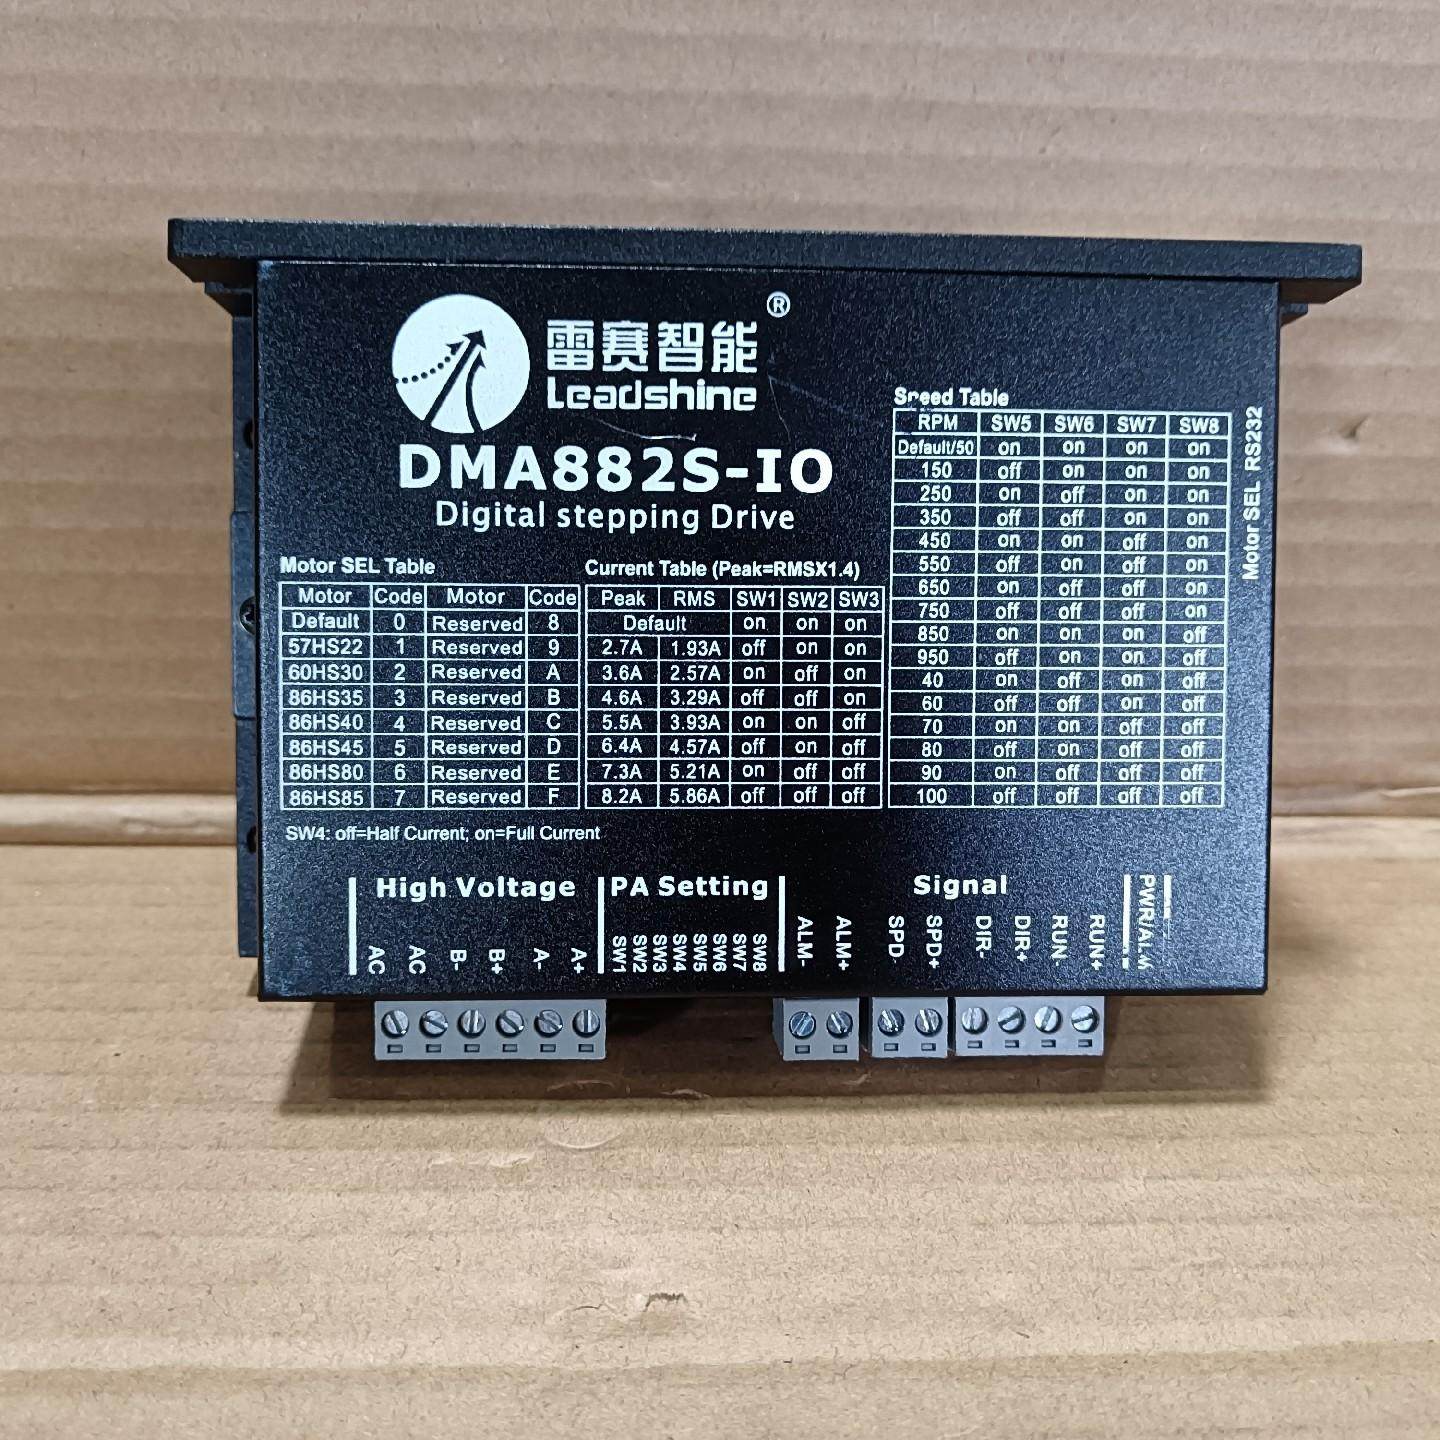 雷赛智能®
Leadshine
DMA882S-IO
Digital stepping Drive
Motor SEL Table
Motor Code Motor Code
Default 0 Reserved 8
57HS22 1 Reserved 9
60HS30 2 Reserved A
86HS35 3 Reserved B
86HS40 4 Reserved C
86HS45 5 Reserved D
86HS80 6 Reserved E
86HS85 7 Reserved F
SW4: off=Half Current; on=Full Current
Current Table (Peak=RMSX1.4)
Peak RMS SW1 SW2 SW3
Default on on on
2.7A 1.93A off on on
3.6A 2.57A on off on
4.6A 3.29A off off on
5.5A 3.93A on on off
6.4A 4.57A off on off
7.3A 5.21A on off off
8.2A 5.86A off off off
Speed Table
RPM SW5 SW6 SW7 SW8
Default/50 on on on on
150 off on on on
250 on off on on
350 off off on on
450 on on off on
550 off on off on
650 on off off on
750 off off off on
850 on on on off
950 off on on off
40 on off on off
60 off off on off
70 on on off off
80 off on off off
90 on off off off
100 off off off off
Motor SEL RS232
High Voltage
AC
AC
B-
B+
A-
A+
PA Setting
SW1
SW2
SW3
SW4
SW5
SW6
SW7
SW8
Signal
ALM-
ALM+
SPD-
SPD+
DIR-
DIR+
RUN-
RUN+